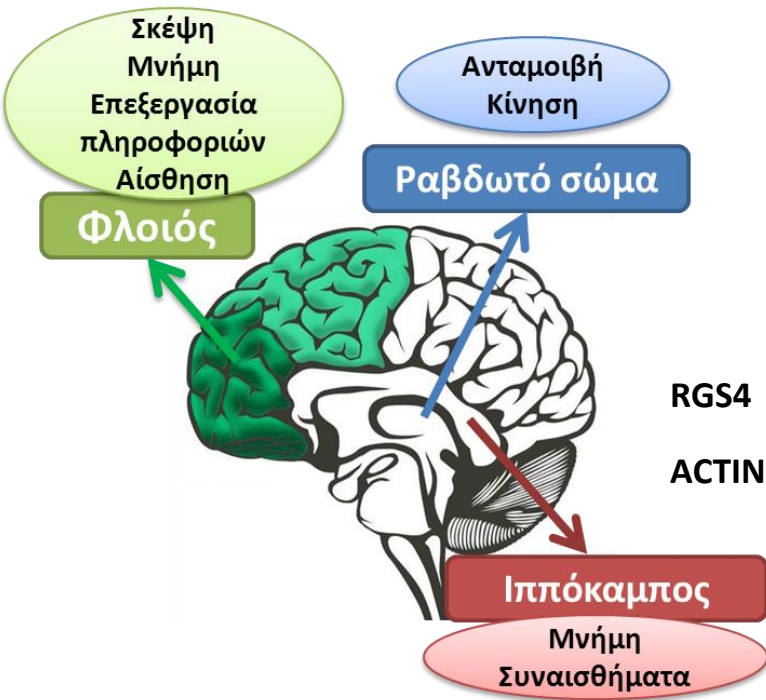 Σκέψη
Μνήμη
Επεξεργασία
πληροφοριών
Αίσθηση
Φλοιός
Ανταμοιβή
Κίνηση
Ραβδωτό σώμα
RGS4
ACTIN
Ιππόκαμπος
Μνήμη
Συναισθήματα